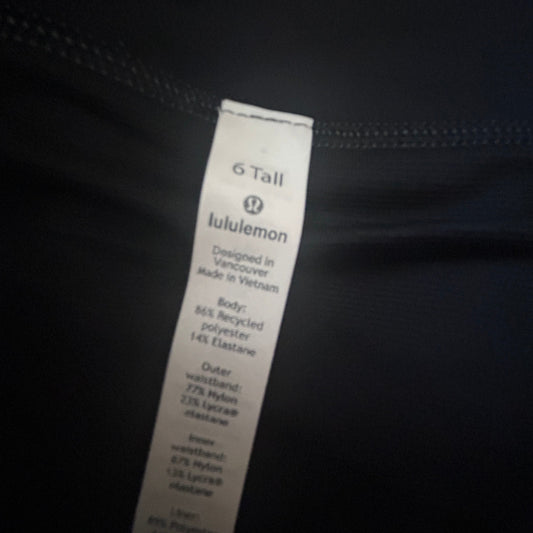 6 Tall
lululemon
Designed in
Vancouver
Made in Vietnam
Body:
86% Recycled
polyester
14% Elastane
Outer
waistband:
77% Nylon
23% Lycra®
elastane
Inner
waistband:
87% Nylon
13% Lycra®
elastane
Liner: